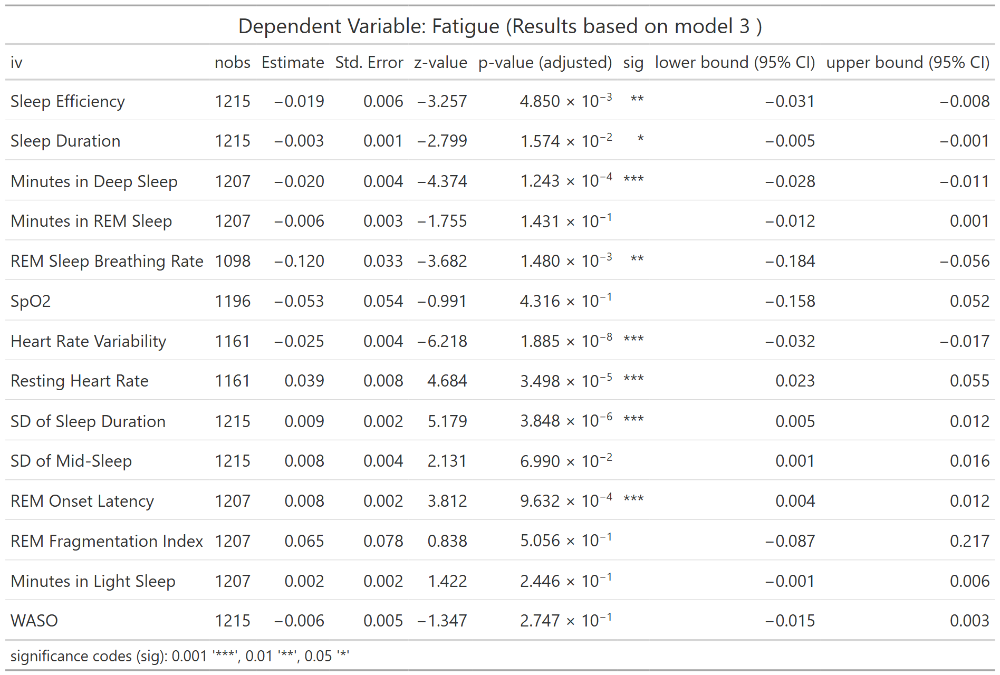 Dependent Variable: Fatigue (Results based on model 3 )
iv nobs Estimate Std. Error z-value p-value (adjusted) sig lower bound (95% CI) upper bound (95% CI)
Sleep Efficiency 1215 −0.019 0.006 −3.257 4.850 × 10⁻³ ** −0.031 −0.008
Sleep Duration 1215 −0.003 0.001 −2.799 1.574 × 10⁻² * −0.005 −0.001
Minutes in Deep Sleep 1207 −0.020 0.004 −4.374 1.243 × 10⁻⁴ *** −0.028 −0.011
Minutes in REM Sleep 1207 −0.006 0.003 −1.755 1.431 × 10⁻¹ −0.012 0.001
REM Sleep Breathing Rate 1098 −0.120 0.033 −3.682 1.480 × 10⁻³ ** −0.184 −0.056
SpO2 1196 −0.053 0.054 −0.991 4.316 × 10⁻¹ −0.158 0.052
Heart Rate Variability 1161 −0.025 0.004 −6.218 1.885 × 10⁻⁸ *** −0.032 −0.017
Resting Heart Rate 1161 0.039 0.008 4.684 3.498 × 10⁻⁵ *** 0.023 0.055
SD of Sleep Duration 1215 0.009 0.002 5.179 3.848 × 10⁻⁶ *** 0.005 0.012
SD of Mid-Sleep 1215 0.008 0.004 2.131 6.990 × 10⁻² 0.001 0.016
REM Onset Latency 1207 0.008 0.002 3.812 9.632 × 10⁻⁴ *** 0.004 0.012
REM Fragmentation Index 1207 0.065 0.078 0.838 5.056 × 10⁻¹ −0.087 0.217
Minutes in Light Sleep 1207 0.002 0.002 1.422 2.446 × 10⁻¹ −0.001 0.006
WASO 1215 −0.006 0.005 −1.347 2.747 × 10⁻¹ −0.015 0.003
significance codes (sig): 0.001 '***', 0.01 '**', 0.05 '*'